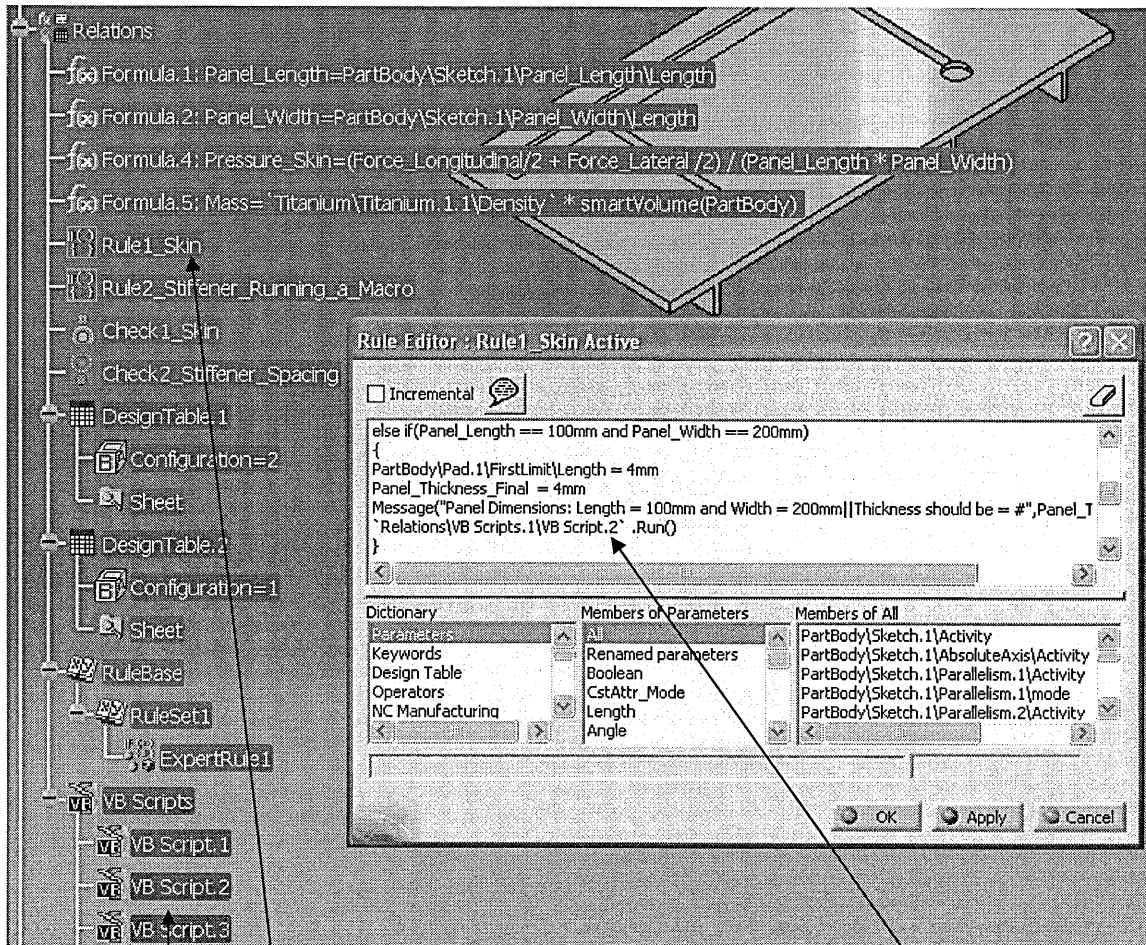 Relations
f(x) Formula.1: Panel_Length=PartBody\Sketch.1\Panel_Length\Length
f(x) Formula.2: Panel_Width=PartBody\Sketch.1\Panel_Width\Length
f(x) Formula.4: Pressure_Skin=(Force_Longitudinal/2 + Force_Lateral /2) / (Panel_Length * Panel_Width)
f(x) Formula.5: Mass=`Titanium\Titanium.1.1\Density` * smartVolume(PartBody)
Rule1_Skin
Rule2_Stiffener_Running_a_Macro
Check1_Skin
Check2_Stiffener_Spacing
DesignTable.1
Configuration=2
Sheet
DesignTable.2
Configuration=1
Sheet
RuleBase
RuleSet1
ExpertRule1
VB Scripts
VB Script.1
VB Script.2
VB Script.3
Rule Editor : Rule1_Skin Active
Incremental
else if(Panel_Length == 100mm and Panel_Width == 200mm)
{
PartBody\Pad.1\FirstLimit\Length = 4mm
Panel_Thickness_Final = 4mm
Message("Panel Dimensions: Length = 100mm and Width = 200mm||Thickness should be = #",Panel_T
`Relations\VB Scripts.1\VB Script.2` .Run()
}
Dictionary
Parameters
Keywords
Design Table
Operators
NC Manufacturing
Members of Parameters
All
Renamed parameters
Boolean
CstAttr_Mode
Length
Angle
Members of All
PartBody\Sketch.1\Activity
PartBody\Sketch.1\AbsoluteAxis\Activity
PartBody\Sketch.1\Parallelism.1\Activity
PartBody\Sketch.1\Parallelism.1\mode
PartBody\Sketch.1\Parallelism.2\Activity
OK
Apply
Cancel